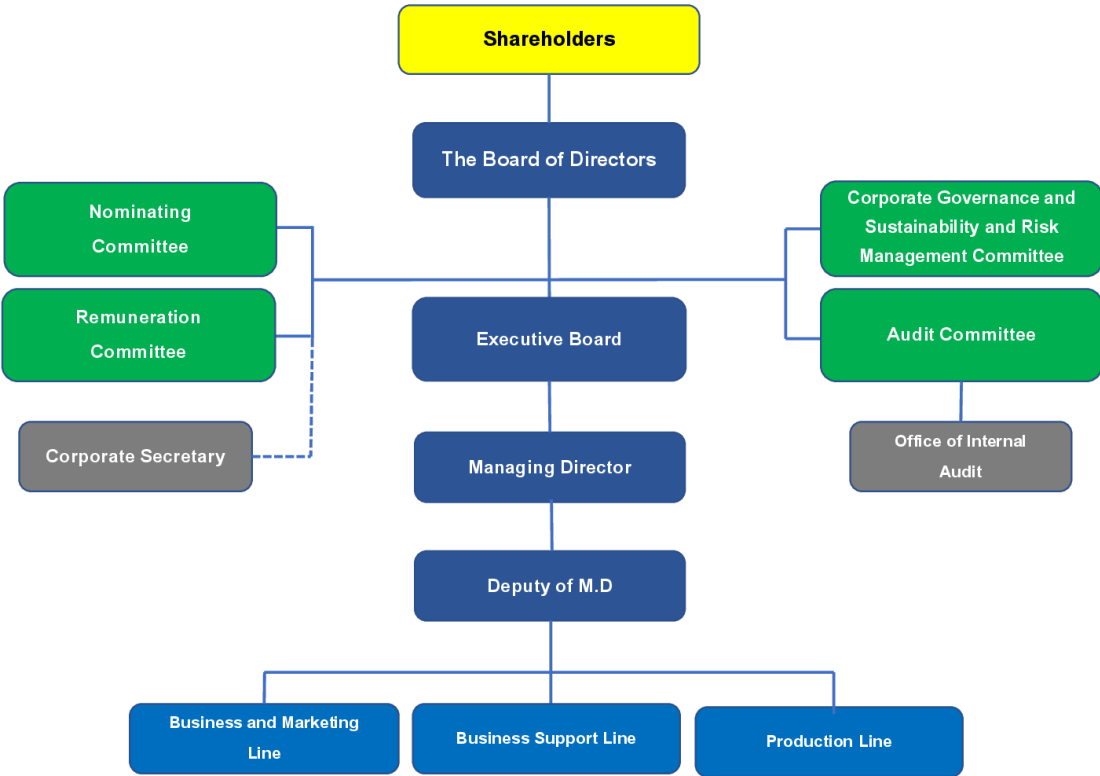 Shareholders
The Board of Directors
Nominating
Committee
Corporate Governance and
Sustainability and Risk
Management Committee
Remuneration
Committee
Executive Board
Audit Committee
Corporate Secretary
Managing Director
Office of Internal
Audit
Deputy of M.D
Business and Marketing
Line
Business Support Line
Production Line